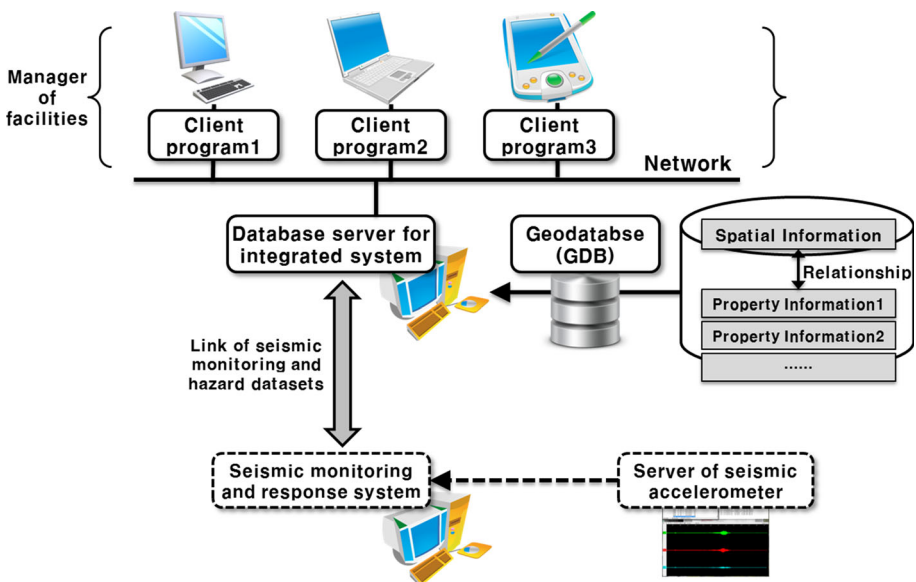 Manager
of
facilities
Client
program1
Client
program2
Client
program3
Network
Database server for
integrated system
Geodatabse
(GDB)
Spatial Information
Relationship
Property Information1
Property Information2
......
Link of seismic
monitoring and
hazard datasets
Seismic monitoring
and response system
Server of seismic
accelerometer